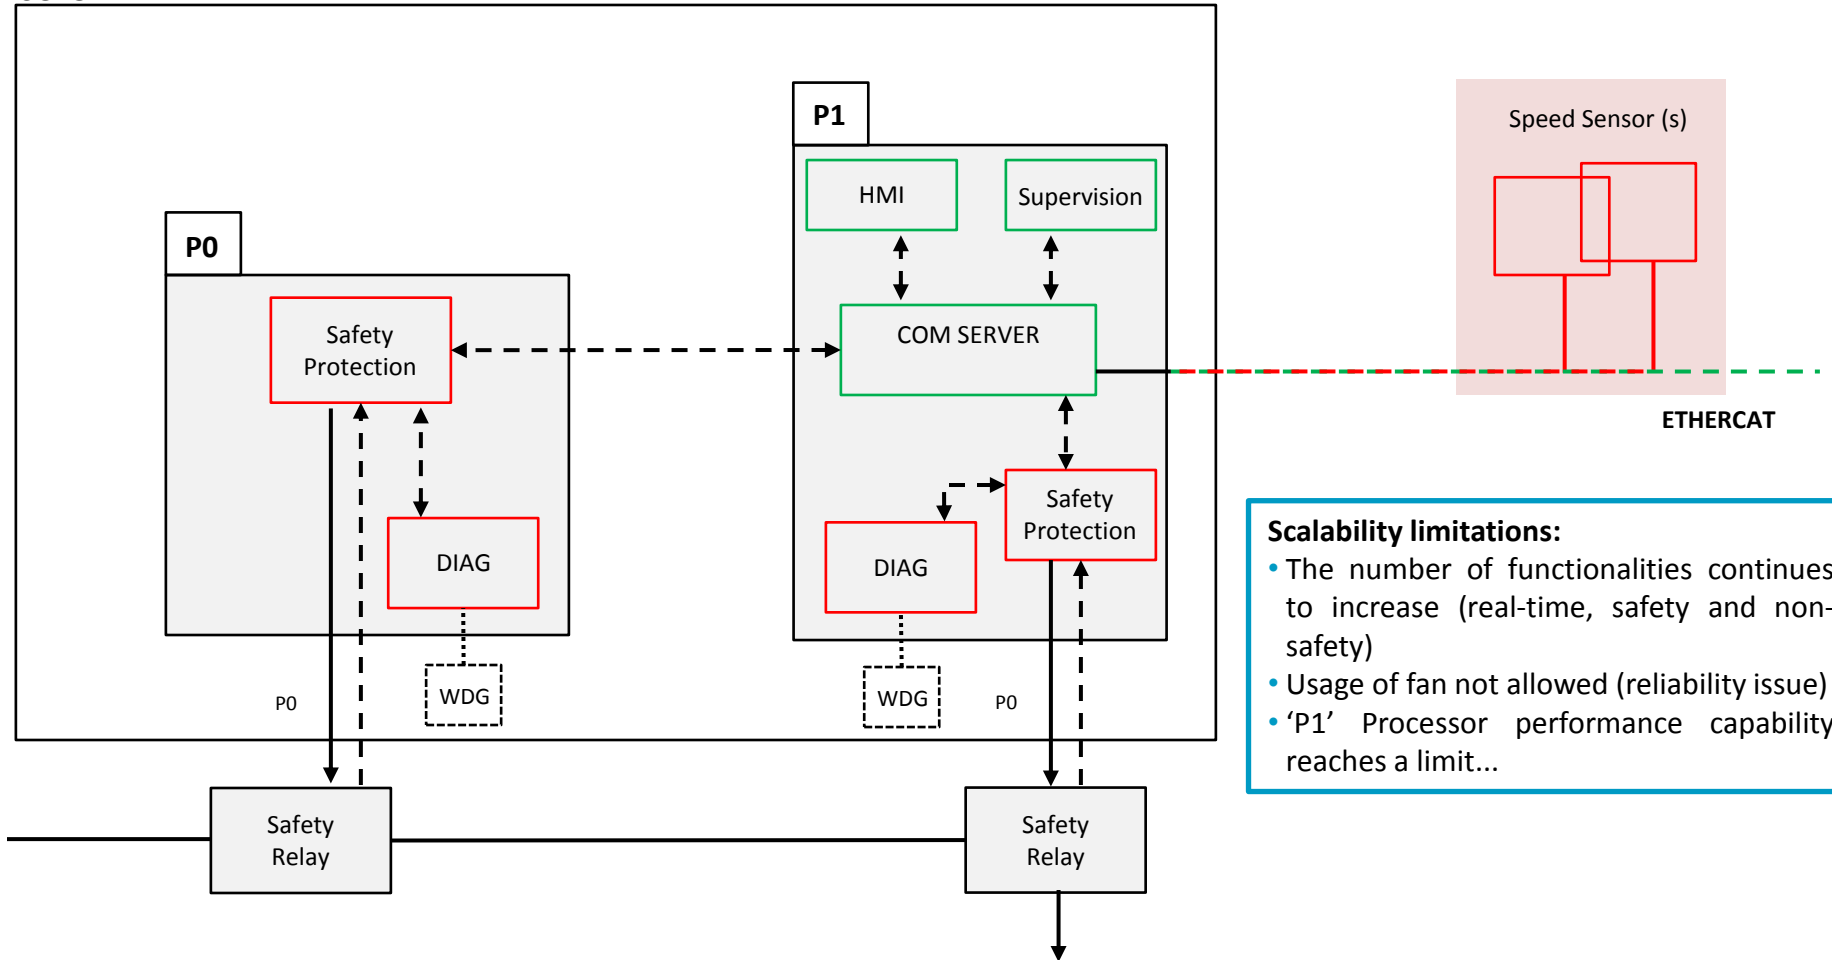 P1
Speed Sensor (s)
HMI
Supervision
P0
Safety
Protection
COM SERVER
ETHERCAT
Safety
Protection
DIAG
DIAG
WDG
WDG
P0
P0
Scalability limitations:
• The number of functionalities continues
to increase (real-time, safety and non-
safety)
• Usage of fan not allowed (reliability issue)
• ‘P1’ Processor performance capability
reaches a limit...
Safety
Relay
Safety
Relay